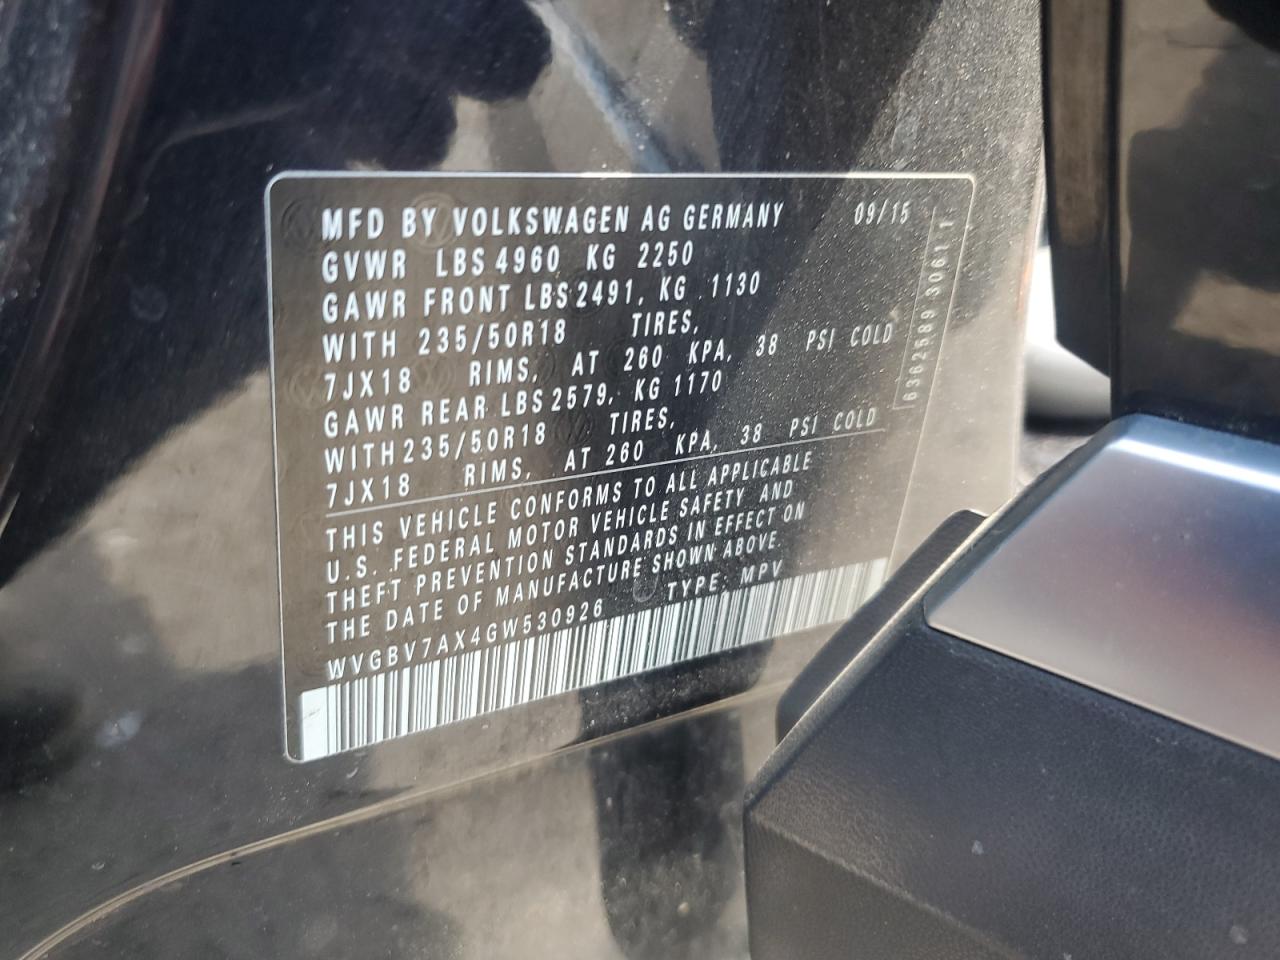 MFD BY VOLKSWAGEN AG GERMANY 09/15
GVWR LBS 4960 KG 2250
GAWR FRONT LBS 2491, KG 1130
WITH 235/50R18 TIRES,
7JX18 RIMS, AT 260 KPA, 38 PSI COLD
GAWR REAR LBS 2579, KG 1170
WITH 235/50R18 TIRES,
7JX18 RIMS, AT 260 KPA, 38 PSI COLD
THIS VEHICLE CONFORMS TO ALL APPLICABLE
U.S. FEDERAL MOTOR VEHICLE SAFETY AND
THEFT PREVENTION STANDARDS IN EFFECT ON
THE DATE OF MANUFACTURE SHOWN ABOVE.
WVGBV7AX4GW530926 TYPE: MPV
6362589 3061 1